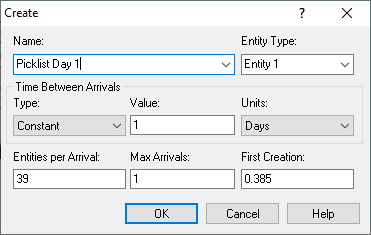 Create ? ×
Name: Entity Type:
Picklist Day 1 Entity 1
Time Between Arrivals
Type: Value: Units:
Constant 1 Days
Entities per Arrival: Max Arrivals: First Creation:
39 1 0.385
OK Cancel Help